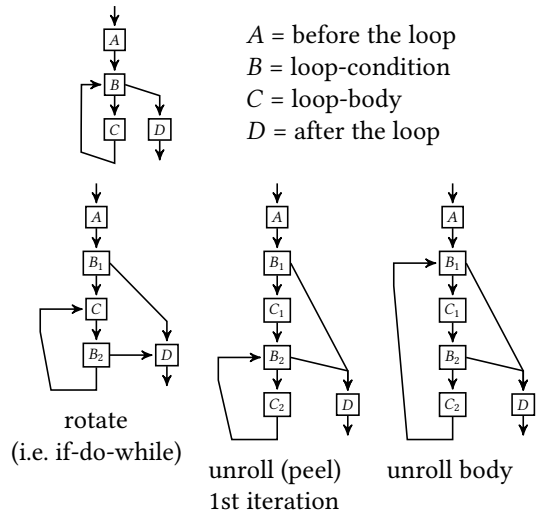 A
B
C
D
A = before the loop
B = loop-condition
C = loop-body
D = after the loop
A
B₁
C
B₂
D
rotate
(i.e. if-do-while)
A
B₁
C₁
B₂
C₂
D
unroll (peel)
1st iteration
A
B₁
C₁
B₂
C₂
D
unroll body